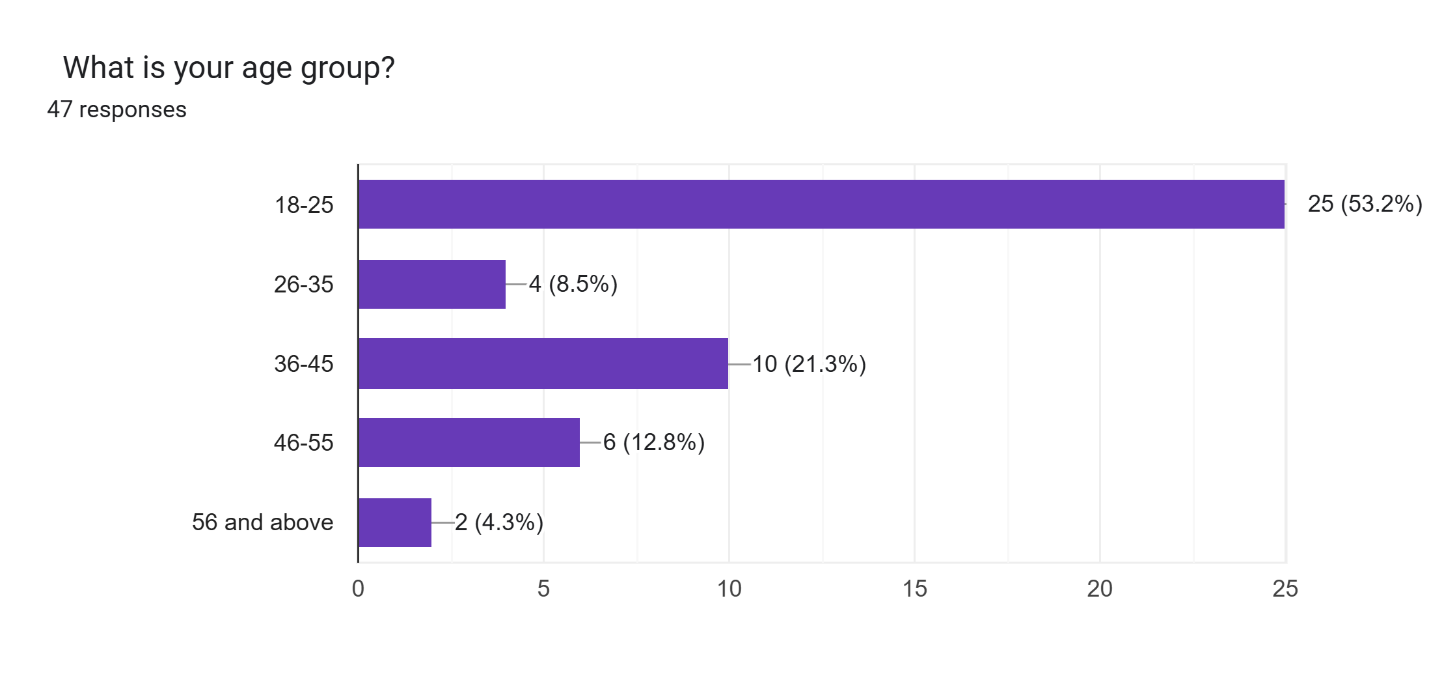 What is your age group?
47 responses
18-25 25 (53.2%)
26-35 4 (8.5%)
36-45 10 (21.3%)
46-55 6 (12.8%)
56 and above 2 (4.3%)
0 5 10 15 20 25